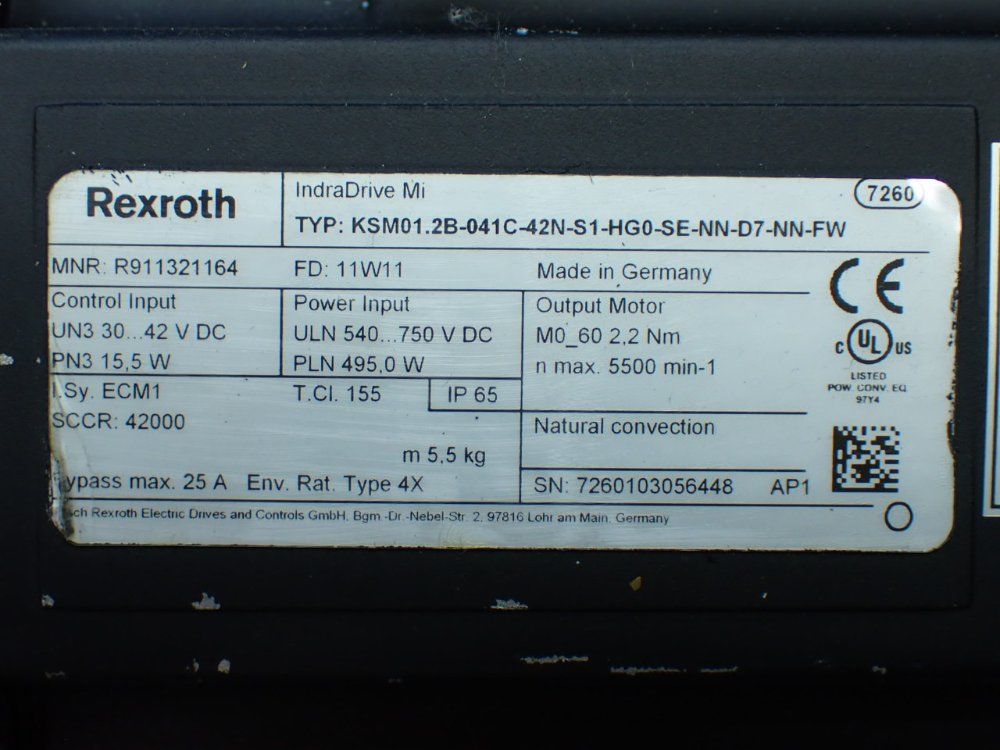 Rexroth
IndraDrive Mi
7260
TYP: KSM01.2B-041C-42N-S1-HG0-SE-NN-D7-NN-FW
MNR: R911321164
FD: 11W11
Made in Germany
CE
Control Input
UN3 30...42 V DC
PN3 15,5 W
Power Input
ULN 540...750 V DC
PLN 495,0 W
Output Motor
M0_60 2,2 Nm
n max. 5500 min-1
C UL US
LISTED
POW. CONV. EQ.
97Y4
I.Sy. ECM1
T.Cl. 155
IP 65
SCCR: 42000
m 5,5 kg
Natural convection
ypass max. 25 A Env. Rat. Type 4X
SN: 7260103056448
AP1
ch Rexroth Electric Drives and Controls GmbH, Bgm.-Dr.-Nebel-Str. 2, 97816 Lohr am Main, Germany